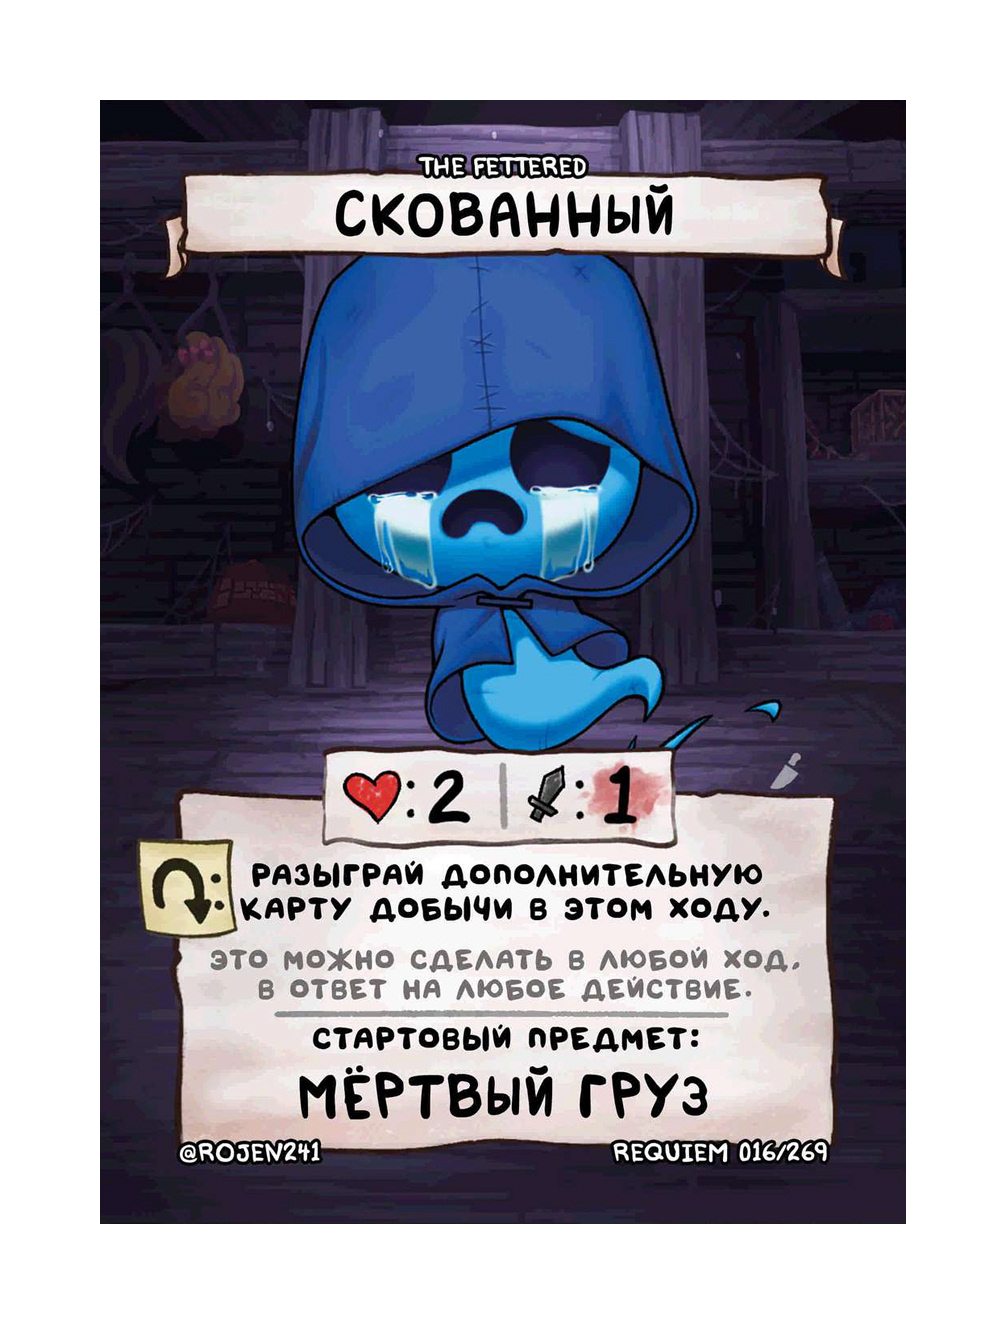 THE FETTERED
СКОВАННЫЙ
:2 | :1
РАЗЫГРАЙ ДОПОЛНИТЕЛЬНУЮ
КАРТУ ДОБЫЧИ В ЭТОМ ХОДУ.
ЭТО МОЖНО СДЕЛАТЬ В ЛЮБОЙ ХОД,
В ОТВЕТ НА ЛЮБОЕ ДЕЙСТВИЕ.
СТАРТОВЫЙ ПРЕДМЕТ:
МЁРТВЫЙ ГРУЗ
@ROJEN241
REQUIEM 016/269